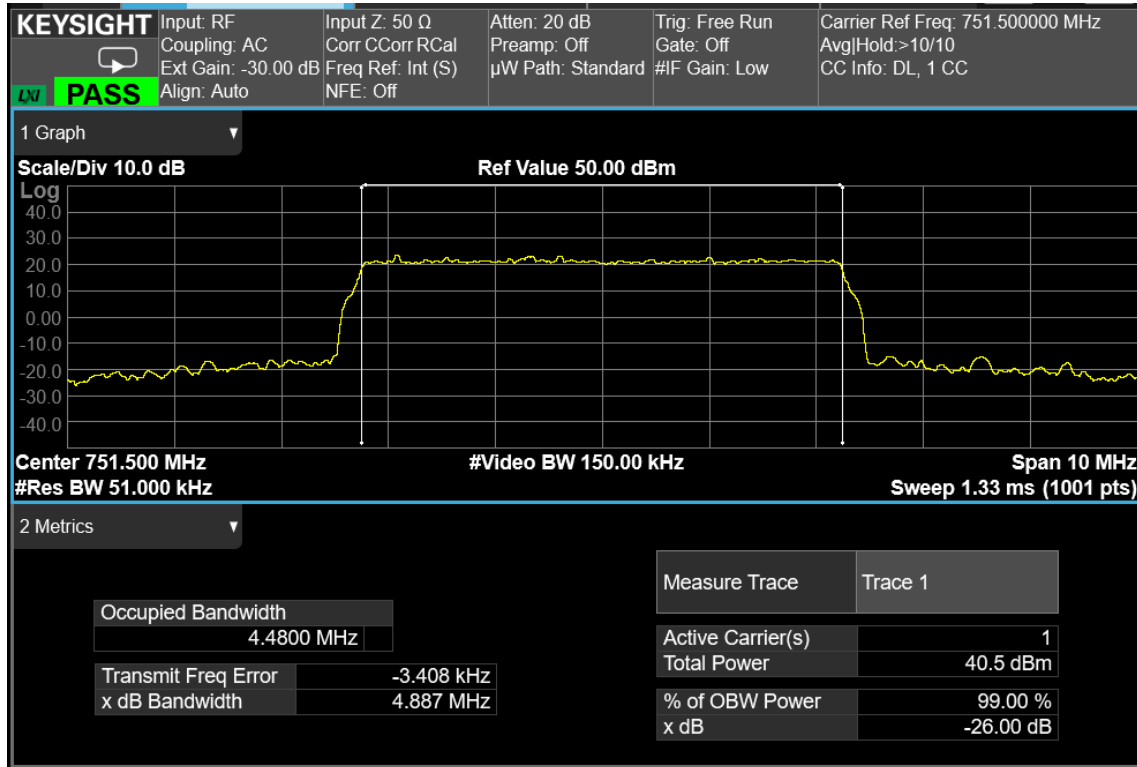 KEYSIGHT Input: RF Input Z: 50 Ω Atten: 20 dB Trig: Free Run Carrier Ref Freq: 751.500000 MHz
Coupling: AC Corr CCorr RCal Preamp: Off Gate: Off Avg|Hold:>10/10
Ext Gain: -30.00 dB Freq Ref: Int (S) µW Path: Standard #IF Gain: Low CC Info: DL, 1 CC
LXI PASS Align: Auto NFE: Off
1 Graph
Scale/Div 10.0 dB Ref Value 50.00 dBm
Log
40.0
30.0
20.0
10.0
0.00
-10.0
-20.0
-30.0
-40.0
Center 751.500 MHz #Video BW 150.00 kHz Span 10 MHz
#Res BW 51.000 kHz Sweep 1.33 ms (1001 pts)
2 Metrics
Measure Trace Trace 1
Occupied Bandwidth
4.4800 MHz
Active Carrier(s) 1
Total Power 40.5 dBm
Transmit Freq Error -3.408 kHz
x dB Bandwidth 4.887 MHz
% of OBW Power 99.00 %
x dB -26.00 dB